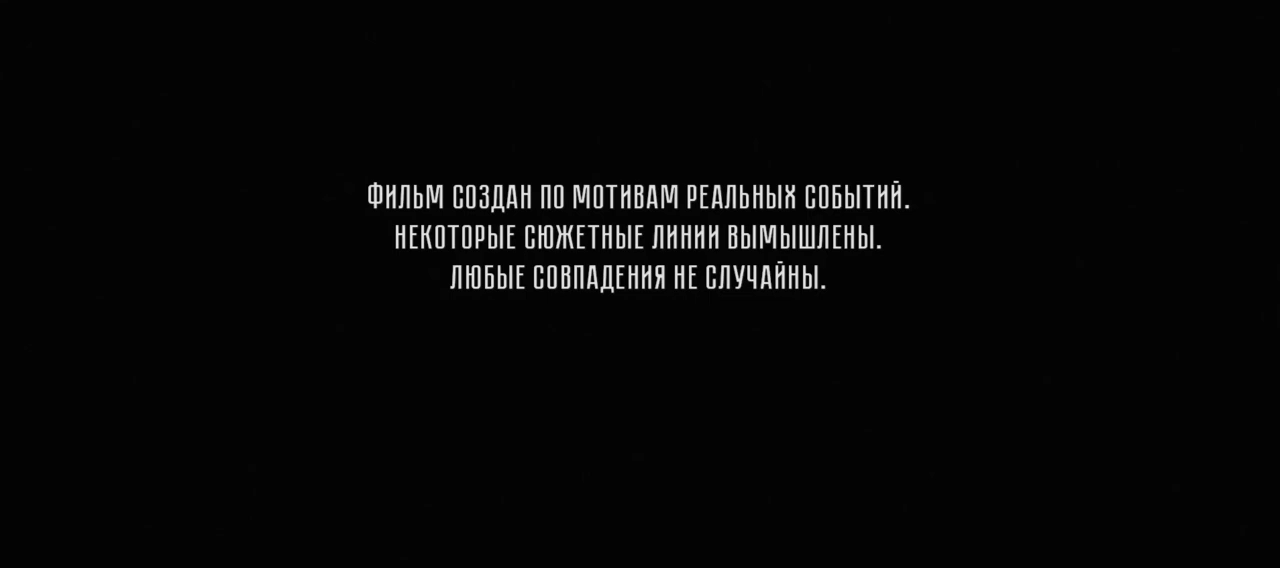 ФИЛЬМ СОЗДАН ПО МОТИВАМ РЕАЛЬНЫХ СОБЫТИЙ.
НЕКОТОРЫЕ СЮЖЕТНЫЕ ЛИНИИ ВЫМЫШЛЕНЫ.
ЛЮБЫЕ СОВПАДЕНИЯ НЕ СЛУЧАЙНЫ.